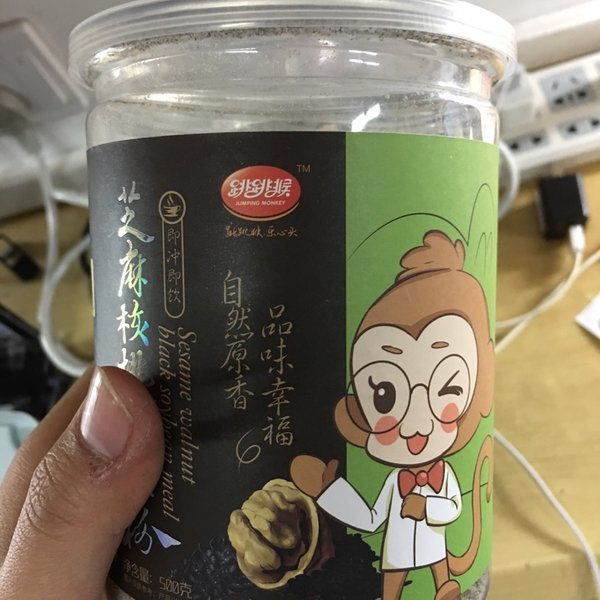 跳跳猴
TM
JUMPING MONKEY
跳跳猴 乐心头
芝麻核
即冲即饮
Sesame walnut
black soybean meal
自然原香
品味幸福
粉
净含量: 500克